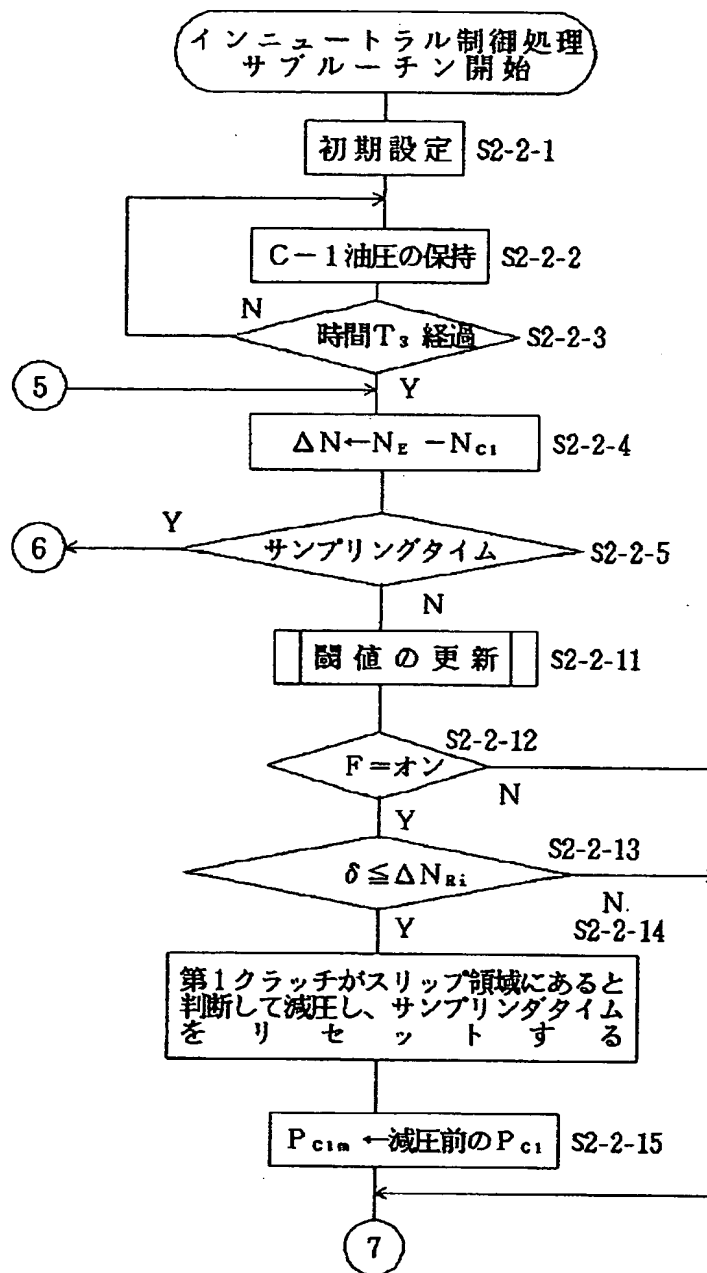 インニュートラル制御処理
サブルーチン開始
初期設定 S2-2-1
C－1油圧の保持 S2-2-2
N
時間T₃ 経過 S2-2-3
5
Y
ΔN←N_E －N_C1 S2-2-4
Y
6
サンプリングタイム S2-2-5
N
閾値の更新 S2-2-11
S2-2-12
F＝オン
N
Y
S2-2-13
δ≦ΔN_Ri
N.
Y
S2-2-14
第1クラッチがスリップ領域にあると
判断して減圧し、サンプリンダタイム
をリセットする
P_C1m ←減圧前のP_C1 S2-2-15
7